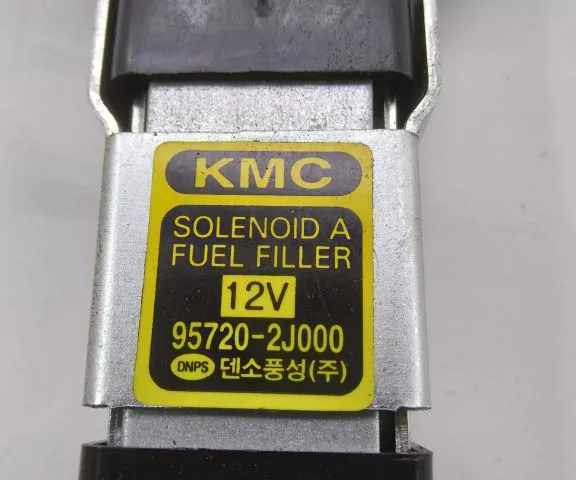 KMC
SOLENOID A
FUEL FILLER
12V
95720-2J000
DNPS 덴소풍성(주)